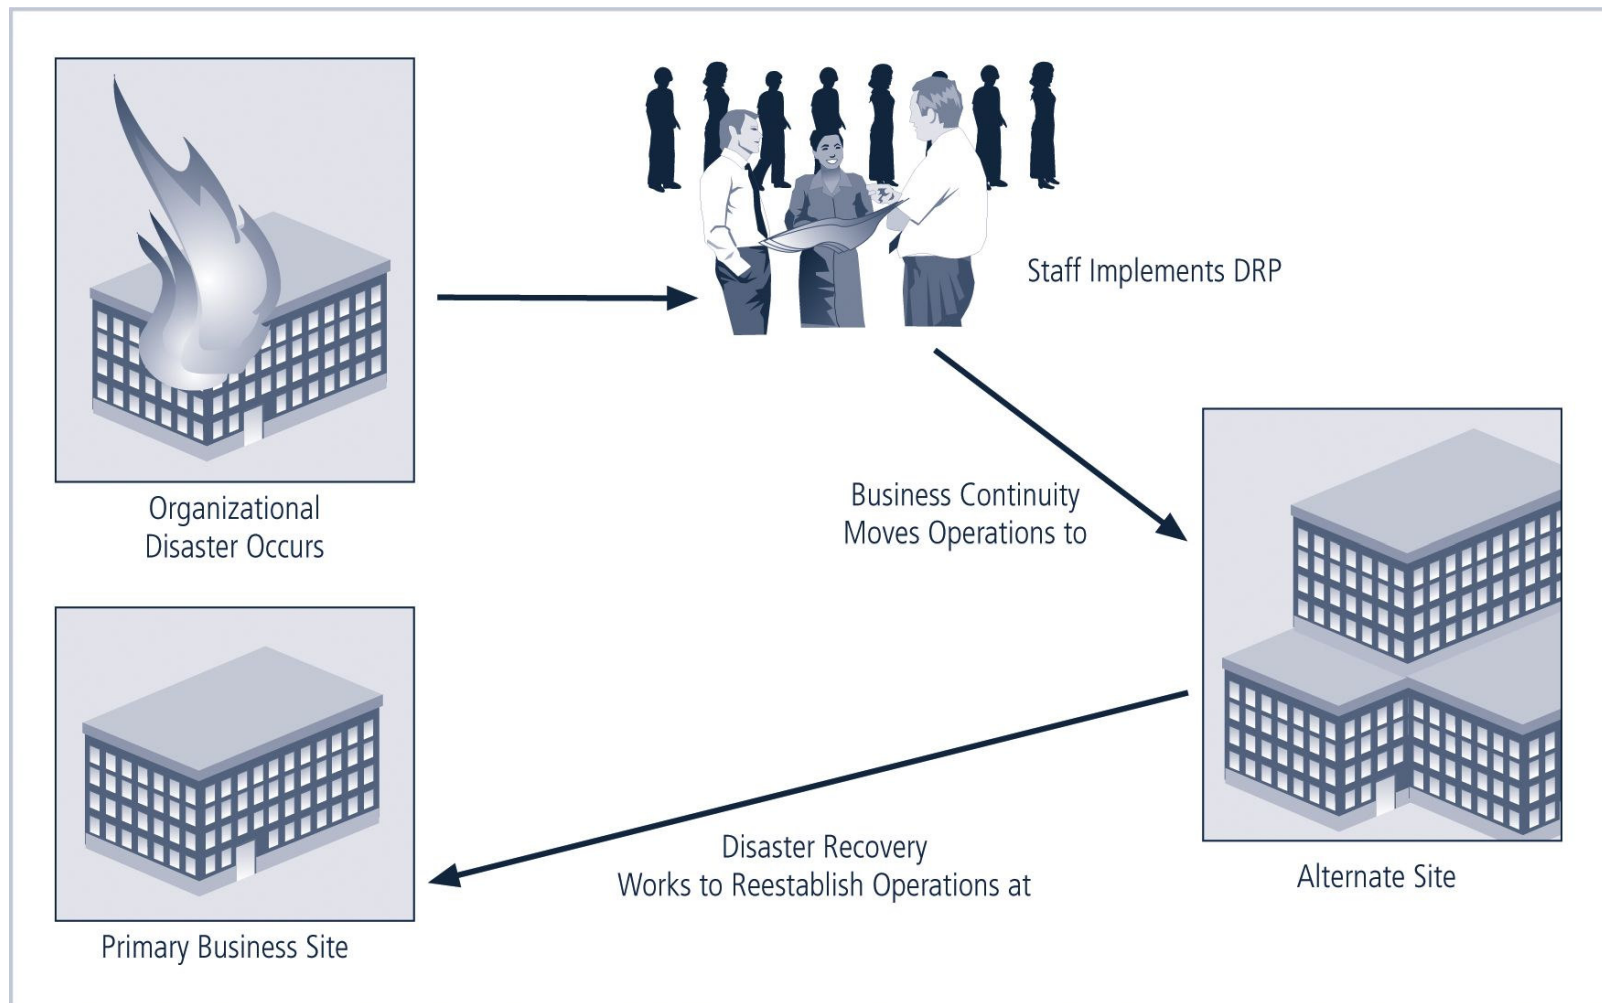 Organizational
Disaster Occurs
Staff Implements DRP
Business Continuity
Moves Operations to
Alternate Site
Disaster Recovery
Works to Reestablish Operations at
Primary Business Site